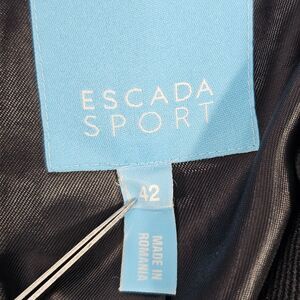 ESCADA
SPORT
42
MADE IN
ROMANIA